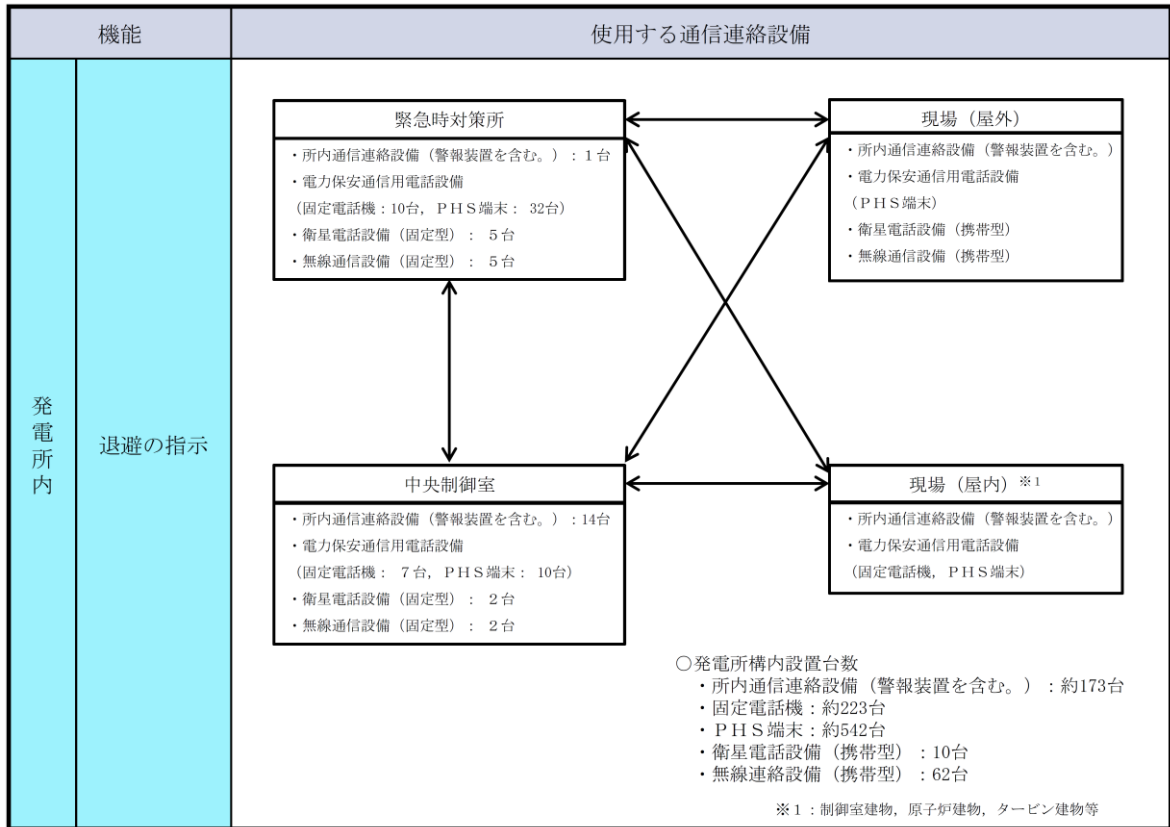 機能
使用する通信連絡設備
発電所内
退避の指示
緊急時対策所
・所内通信連絡設備（警報装置を含む。）：１台
・電力保安通信用電話設備
（固定電話機：10台，ＰＨＳ端末： 32台）
・衛星電話設備（固定型）： ５台
・無線通信設備（固定型）： ５台
現場（屋外）
・所内通信連絡設備（警報装置を含む。）
・電力保安通信用電話設備
（ＰＨＳ端末）
・衛星電話設備（携帯型）
・無線通信設備（携帯型）
中央制御室
・所内通信連絡設備（警報装置を含む。）：14台
・電力保安通信用電話設備
（固定電話機： ７台，ＰＨＳ端末： 10台）
・衛星電話設備（固定型）： ２台
・無線通信設備（固定型）： ２台
現場（屋内）※１
・所内通信連絡設備（警報装置を含む。）
・電力保安通信用電話設備
（固定電話機，ＰＨＳ端末）
○発電所構内設置台数
・所内通信連絡設備（警報装置を含む。）：約173台
・固定電話機：約223台
・ＰＨＳ端末：約542台
・衛星電話設備（携帯型）：10台
・無線連絡設備（携帯型）：62台
※１：制御室建物，原子炉建物，タービン建物等